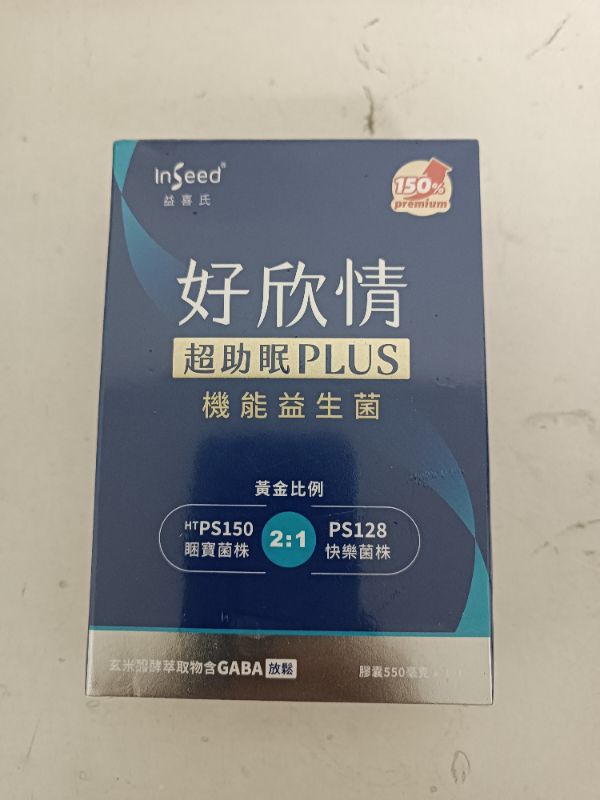 InSeed®
益喜氏
150%
premium
好欣情
超助眠PLUS
機能益生菌
黃金比例
HTPS150
睏寶菌株
2:1
PS128
快樂菌株
玄米醱酵萃取物含GABA放鬆
膠囊550毫克